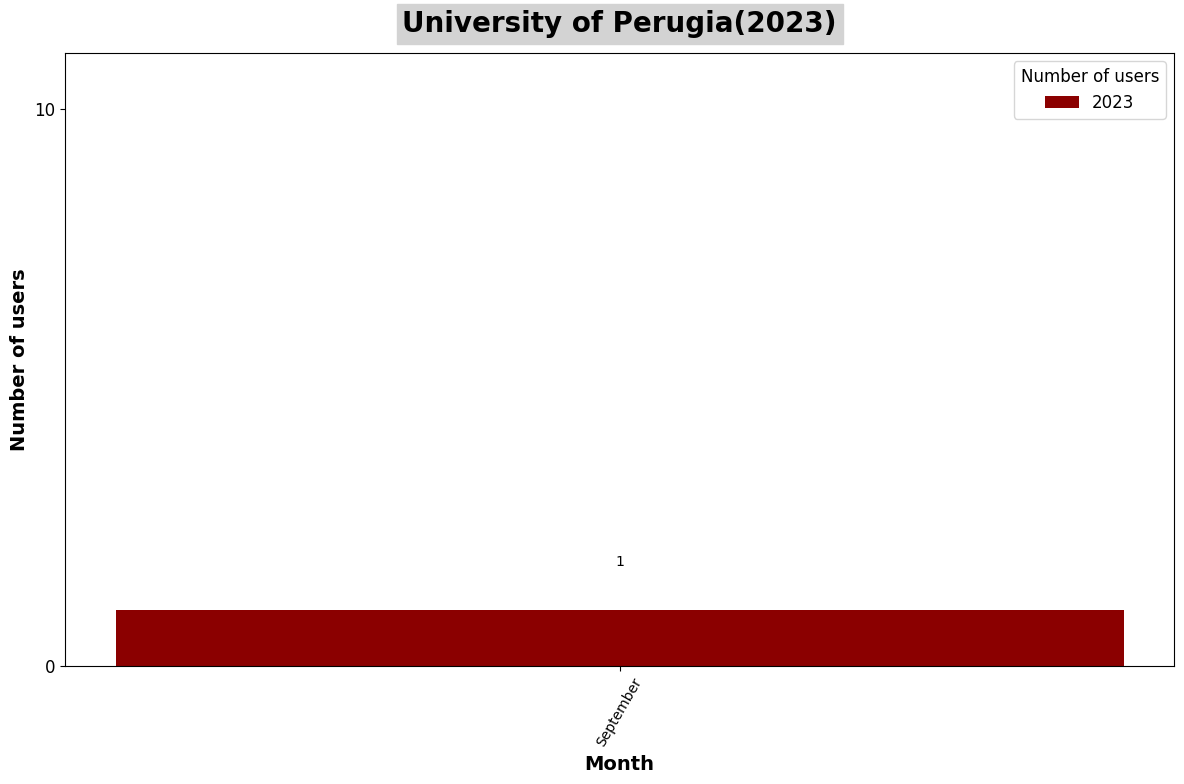 University of Perugia(2023)
Number of users
2023
10
0
Number of users
1
September
Month